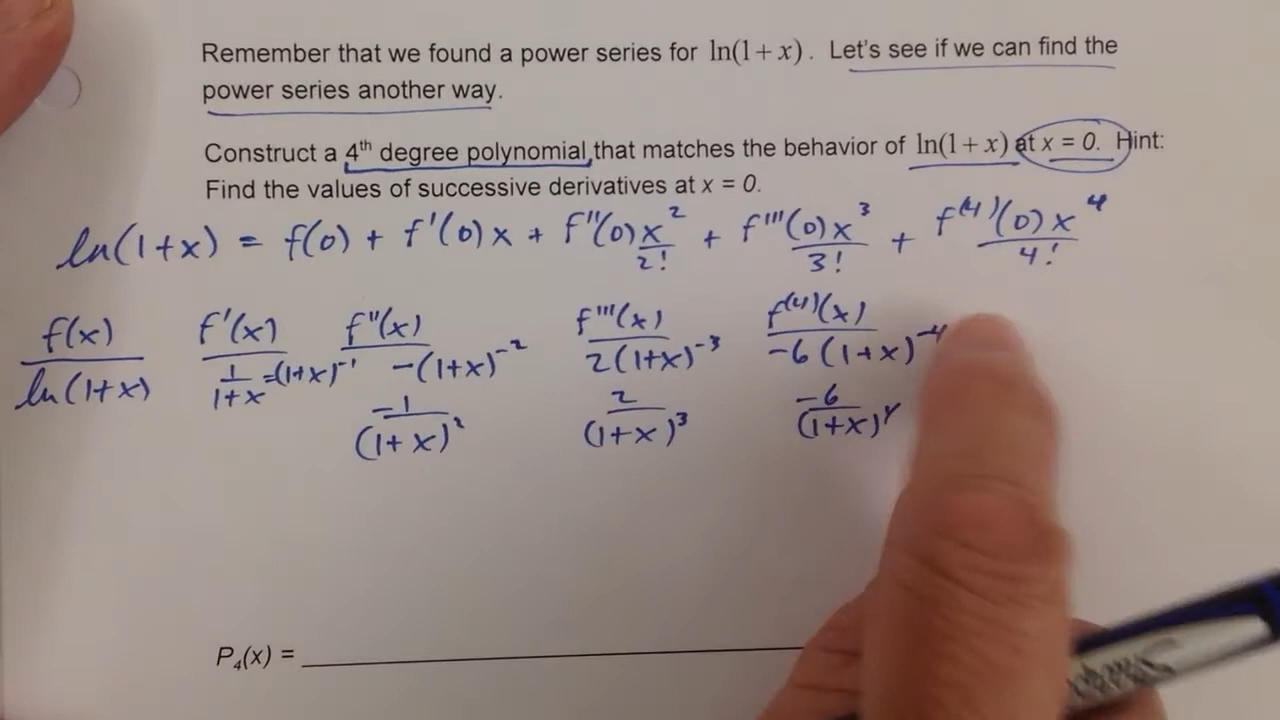 Remember that we found a power series for ln(1+x). Let's see if we can find the
power series another way.
Construct a 4th degree polynomial that matches the behavior of ln(1+x) at x = 0. Hint:
Find the values of successive derivatives at x = 0.
ln(1+x) = f(0) + f'(0)x + f''(0)x²/2! + f'''(0)x³/3! + f⁽⁴⁾(0)x⁴/4!
f(x) f'(x) f''(x) f'''(x) f⁽⁴⁾(x)
ln(1+x) 1/1+x =(1+x)⁻¹ -(1+x)⁻² 2(1+x)⁻³ -6(1+x)⁻⁴
-1/(1+x)² 2/(1+x)³ -6/(1+x)⁴
P₄(x) =